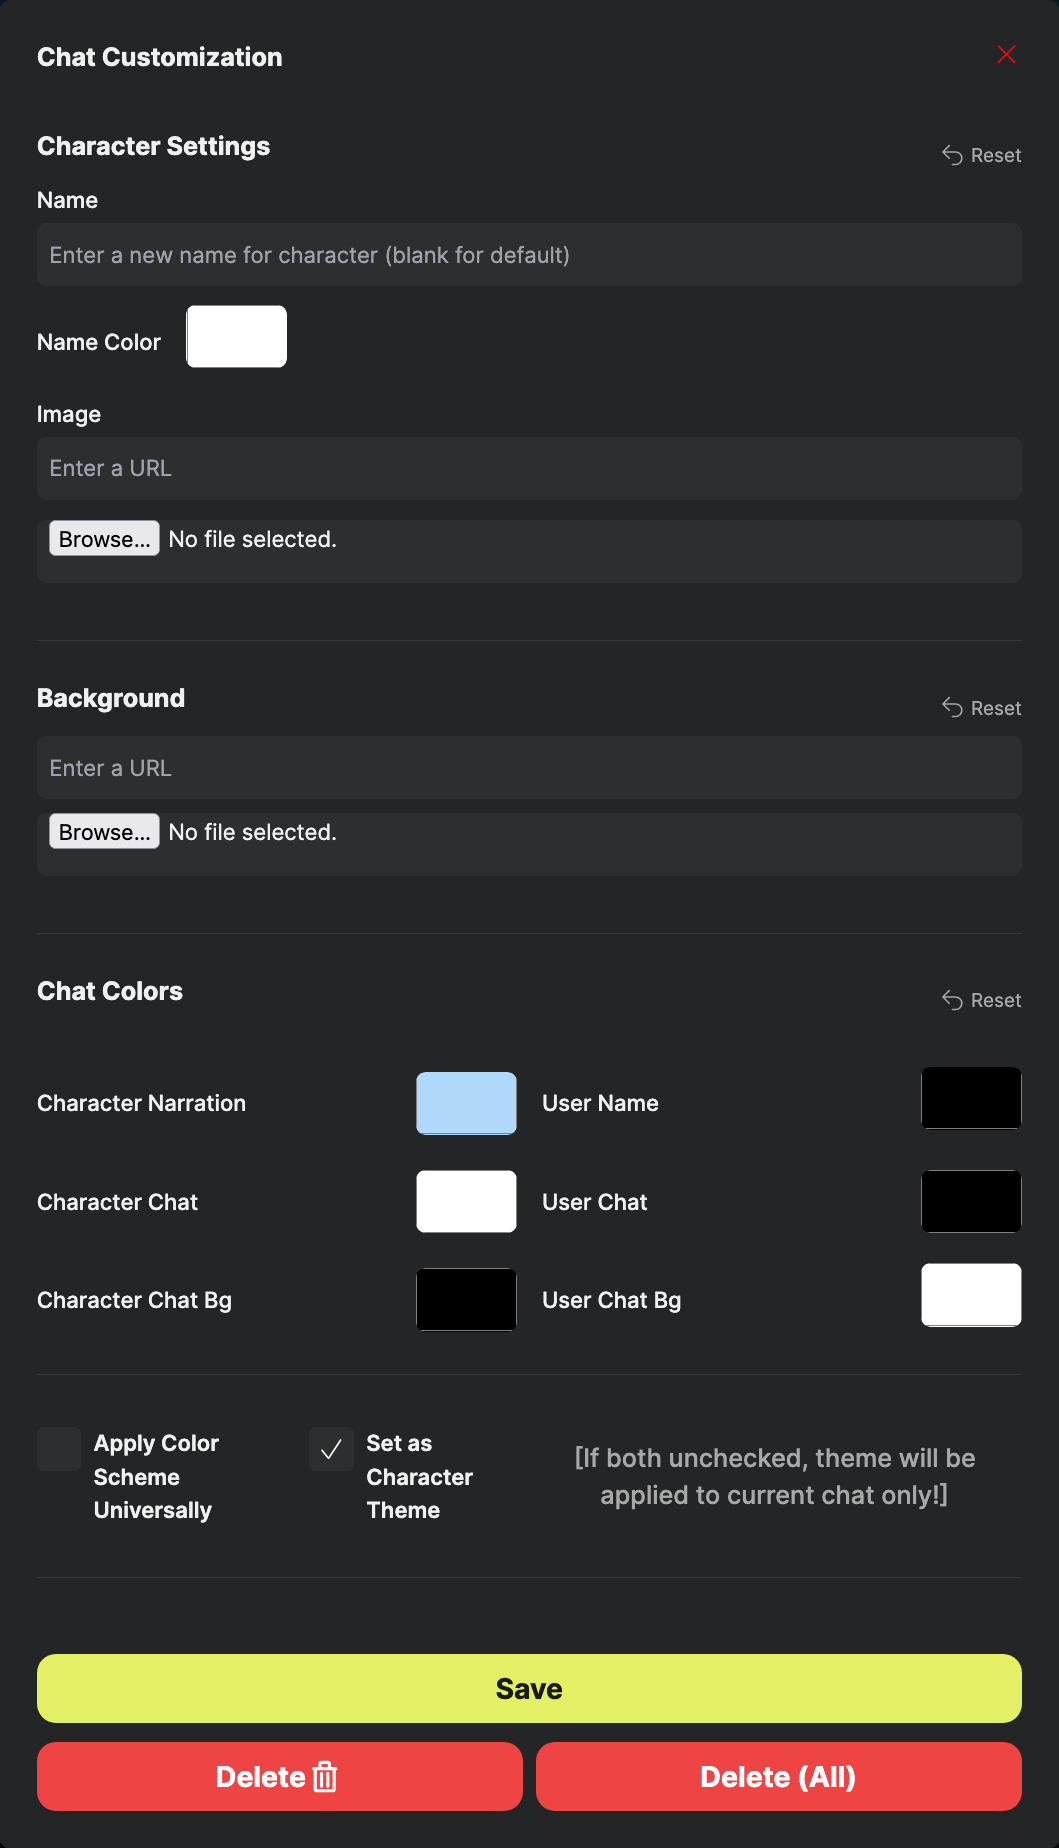 Chat Customization
Character Settings
Reset
Name
Enter a new name for character (blank for default)
Name Color
Image
Enter a URL
Browse... No file selected.
Background
Reset
Enter a URL
Browse... No file selected.
Chat Colors
Reset
Character Narration
User Name
Character Chat
User Chat
Character Chat Bg
User Chat Bg
Apply Color
Scheme
Universally
Set as
Character
Theme
[If both unchecked, theme will be
applied to current chat only!]
Save
Delete
Delete (All)